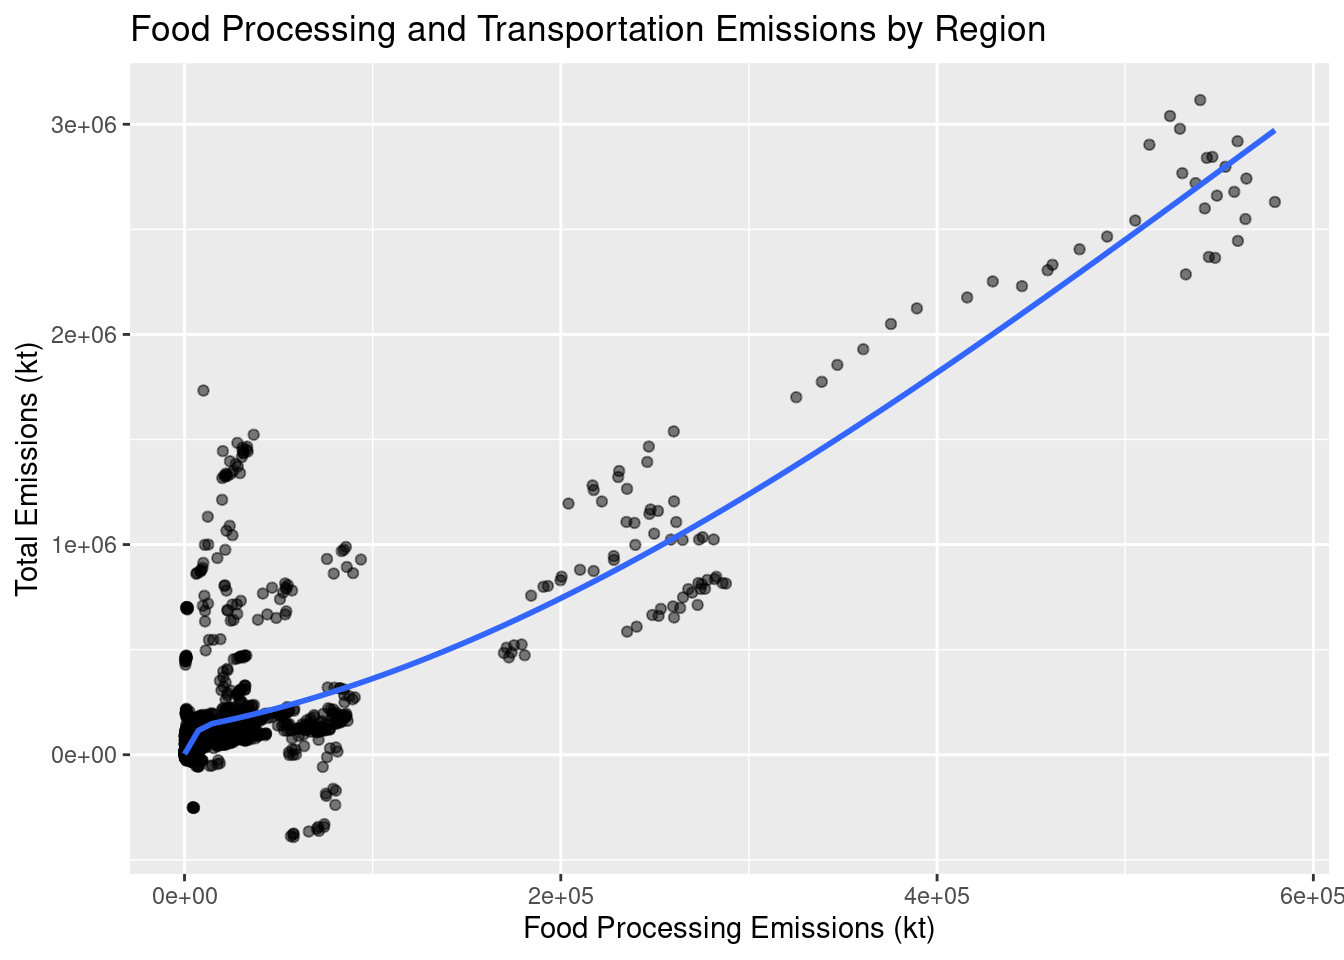 Food Processing and Transportation Emissions by Region
Total Emissions (kt)
3e+06
2e+06
1e+06
0e+00
0e+00 2e+05 4e+05 6e+05
Food Processing Emissions (kt)